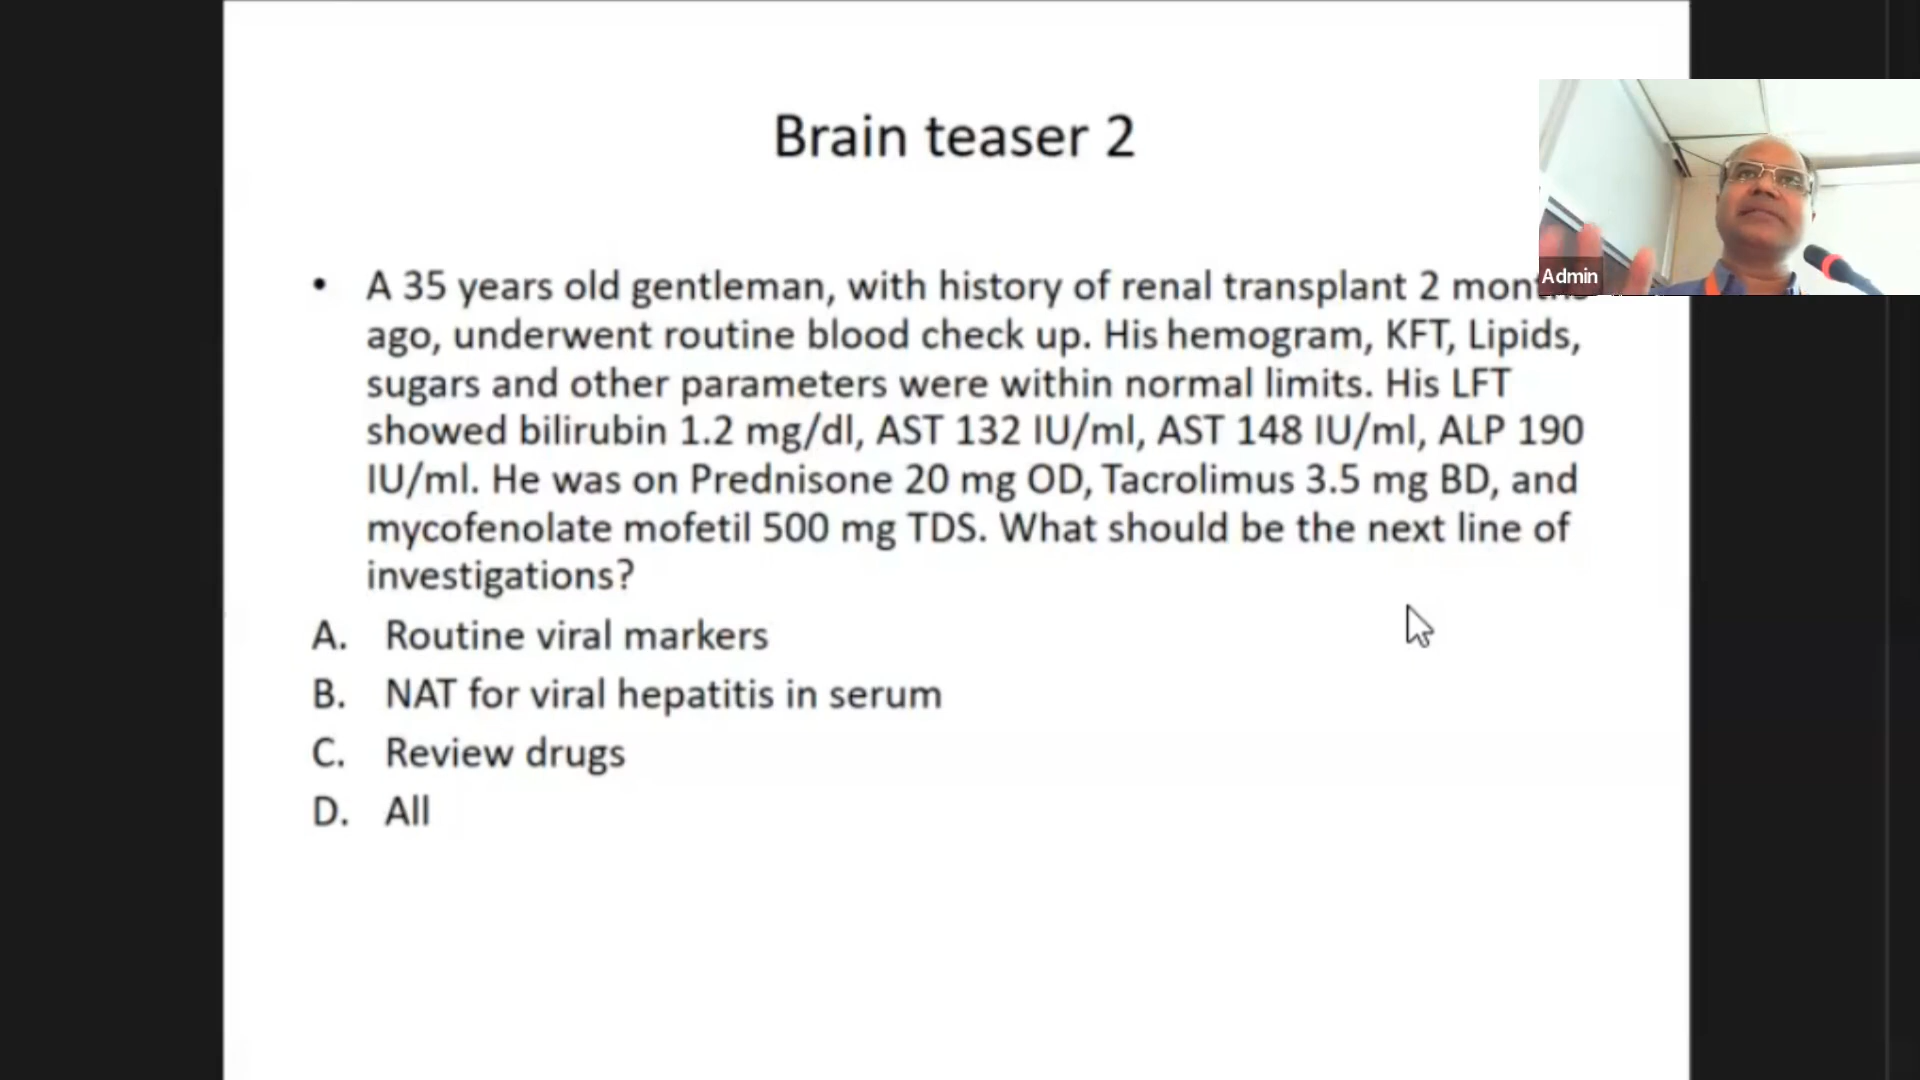 Brain teaser 2
Admin
• A 35 years old gentleman, with history of renal transplant 2
ago, underwent routine blood check up. His hemogram, KFT, Lipids,
sugars and other parameters were within normal limits. His LFT
showed bilirubin 1.2 mg/dl, AST 132 IU/ml, AST 148 IU/ml, ALP 190
IU/ml. He was on Prednisone 20 mg OD, Tacrolimus 3.5 mg BD, and
mycofenolate mofetil 500 mg TDS. What should be the next line of
investigations?
A. Routine viral markers
B. NAT for viral hepatitis in serum
C. Review drugs
D. All